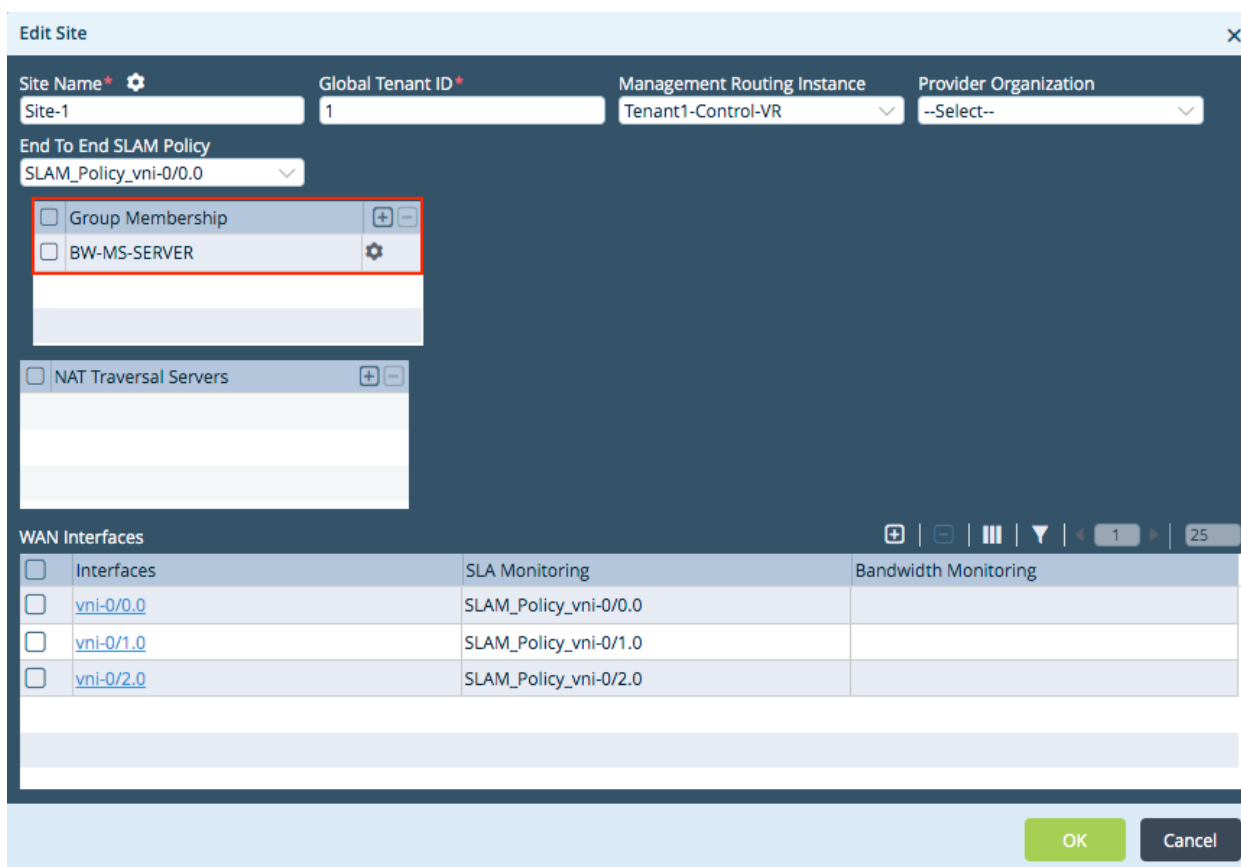 Edit Site
Site Name* Global Tenant ID* Management Routing Instance Provider Organization
Site-1 1 Tenant1-Control-VR --Select--
End To End SLAM Policy
SLAM_Policy_vni-0/0.0
Group Membership
BW-MS-SERVER
NAT Traversal Servers
WAN Interfaces 1 25
Interfaces SLA Monitoring Bandwidth Monitoring
vni-0/0.0 SLAM_Policy_vni-0/0.0
vni-0/1.0 SLAM_Policy_vni-0/1.0
vni-0/2.0 SLAM_Policy_vni-0/2.0
OK Cancel